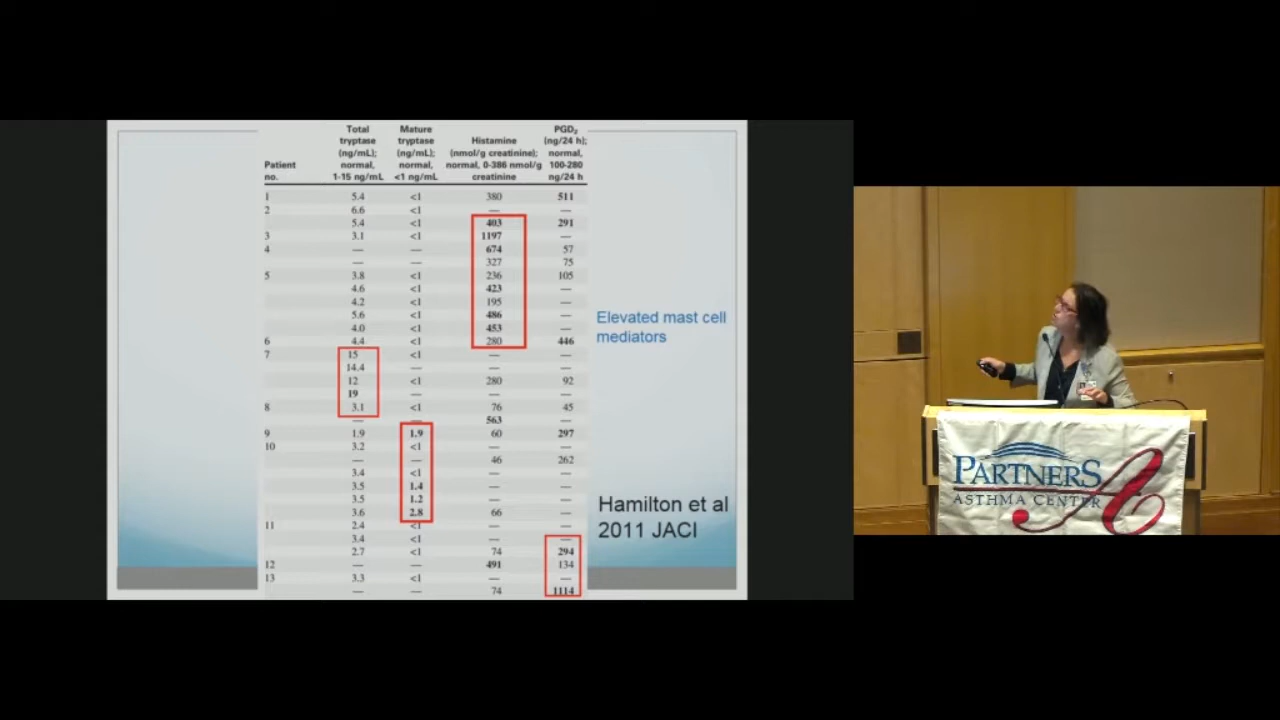 Total Mature PGD₂
tryptase tryptase Histamine (ng/24 h);
(ng/mL); (ng/mL); (nmol/g creatinine); normal,
Patient normal, normal, normal, 0-386 nmol/g 100-280
no. 1-15 ng/mL <1 ng/mL creatinine ng/24 h
1 5.4 <1 380 511
2 6.6 <1 — —
5.4 <1 403 291
3 3.1 <1 1197 —
4 — — 674 57
— — 327 75
5 3.8 <1 236 105
4.6 <1 423 —
4.2 <1 195 —
5.6 <1 486 —
4.0 <1 453 —
6 4.4 <1 280 446
7 15 <1 — —
14.4 — — —
12 <1 280 92
19 — — —
8 3.1 <1 76 45
— — 563
9 1.9 1.9 60 297
10 3.2 <1 — —
— — 46 262
3.4 <1 — —
3.5 1.4 — —
3.5 1.2 — —
3.6 2.8 66 —
11 2.4 <1 — —
3.4 <1 — —
2.7 <1 74 294
12 — — 491 134
13 3.3 <1 — —
— — 74 1114
Elevated mast cell
mediators
Hamilton et al
2011 JACI
PARTNERS
ASTHMA CENTER